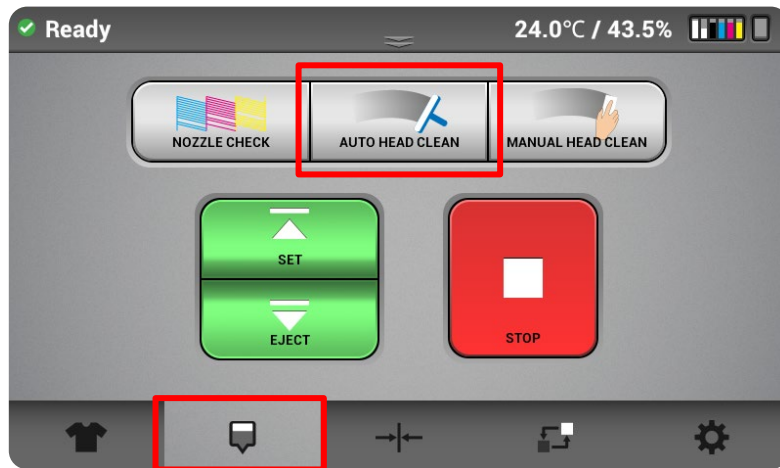 Ready
24.0°C / 43.5%
NOZZLE CHECK
AUTO HEAD CLEAN
MANUAL HEAD CLEAN
SET
EJECT
STOP